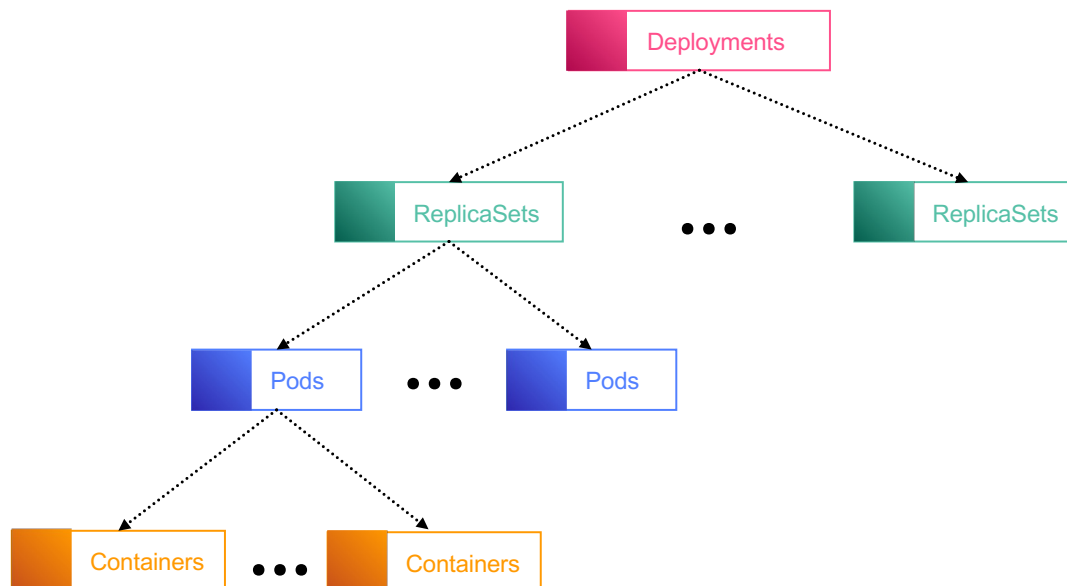 Deployments
ReplicaSets
ReplicaSets
Pods
Pods
Containers
Containers